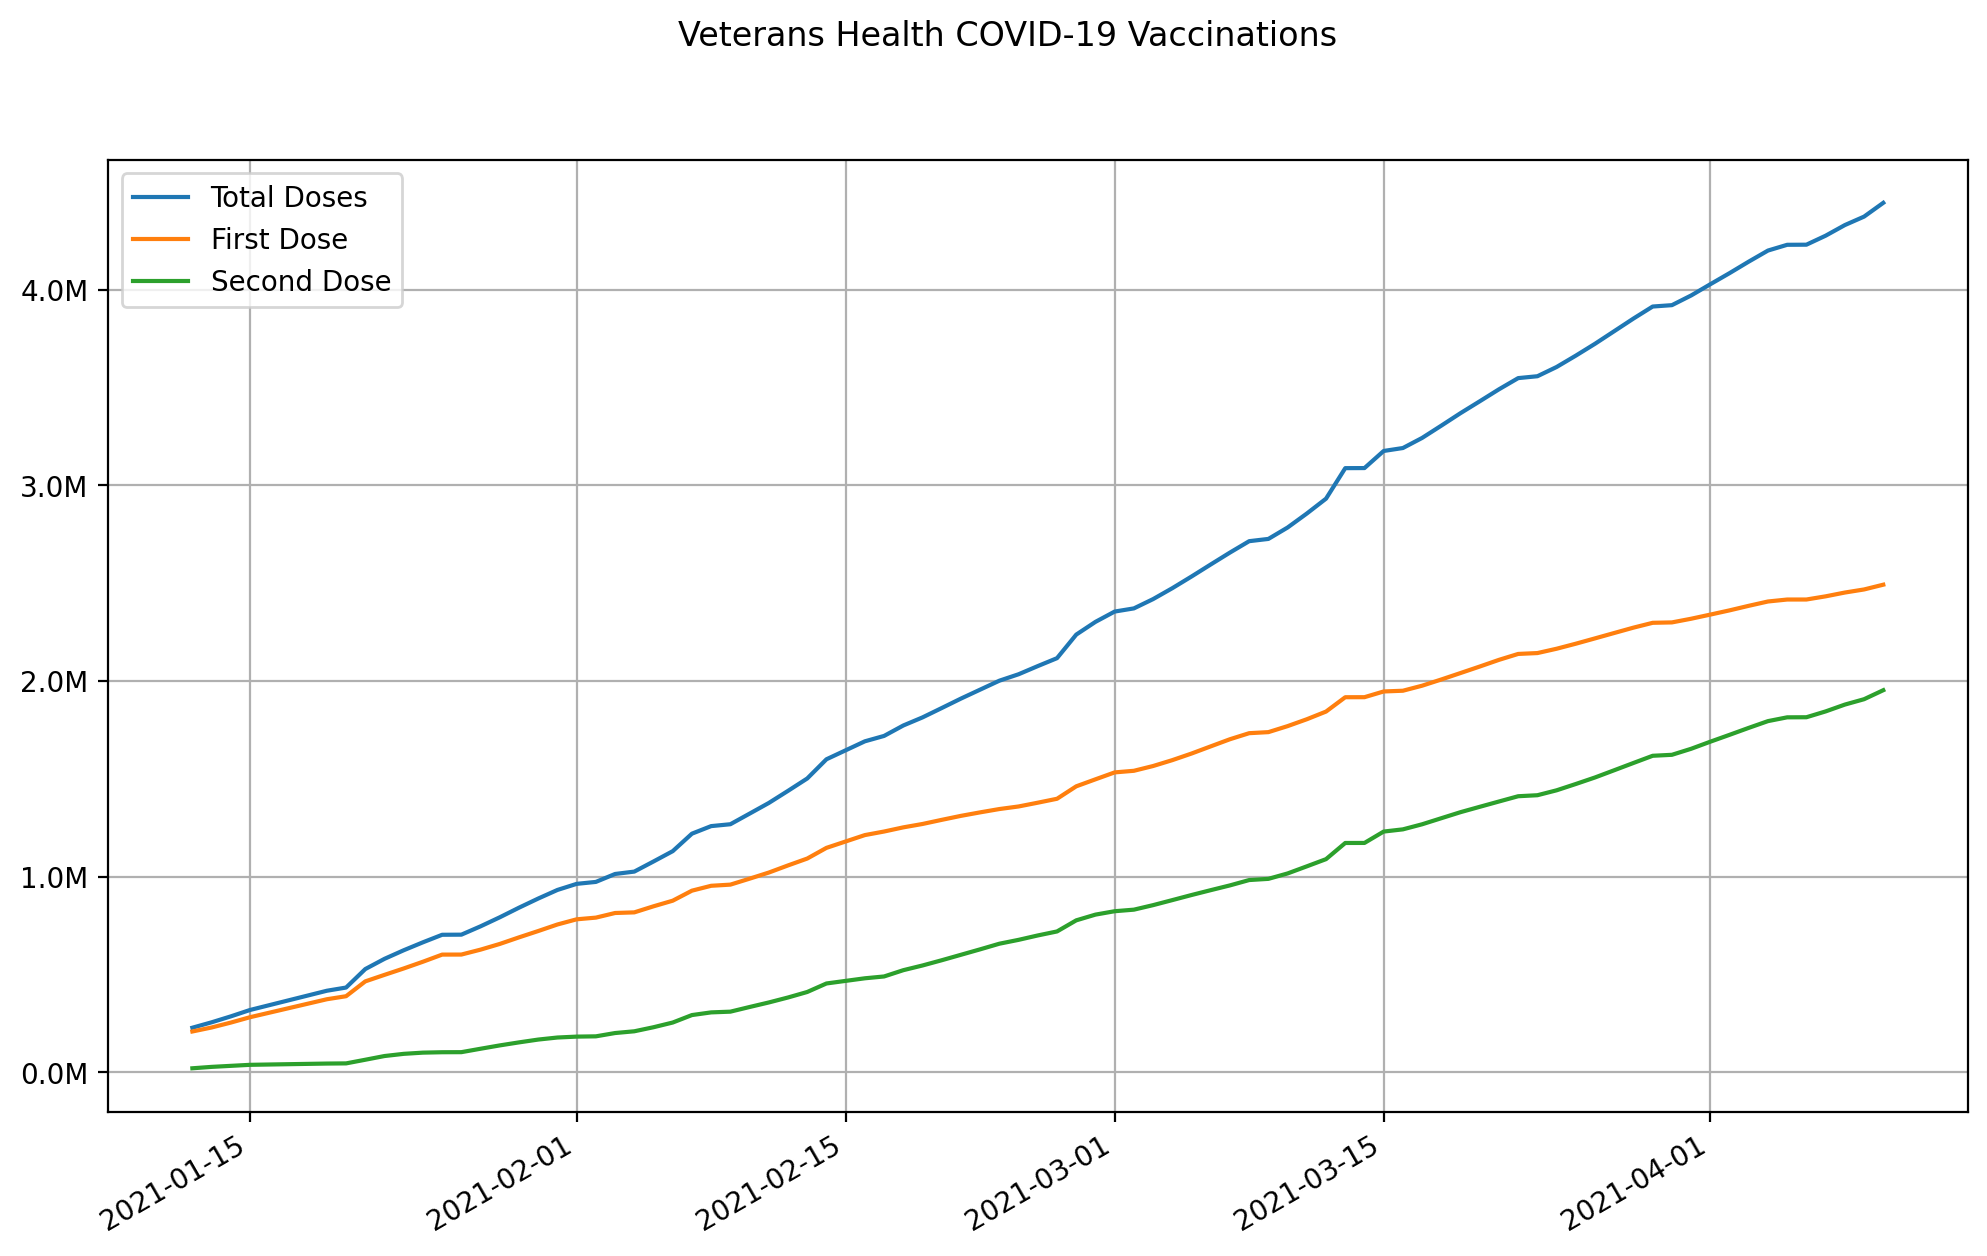 Veterans Health COVID-19 Vaccinations
Total Doses
First Dose
Second Dose
4.0M
3.0M
2.0M
1.0M
0.0M
2021-01-15
2021-02-01
2021-02-15
2021-03-01
2021-03-15
2021-04-01